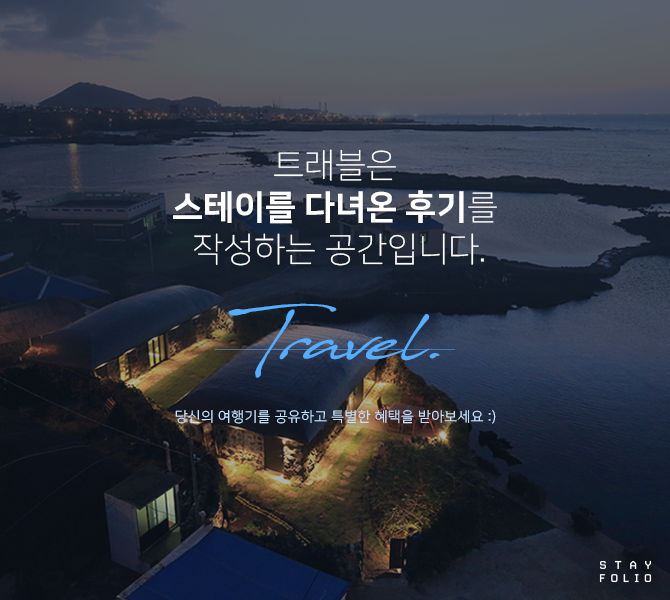 트래블은
스테이를 다녀온 후기를
작성하는 공간입니다.
Travel.
당신의 여행기를 공유하고 특별한 혜택을 받아보세요 :)
STAY
FOLIO